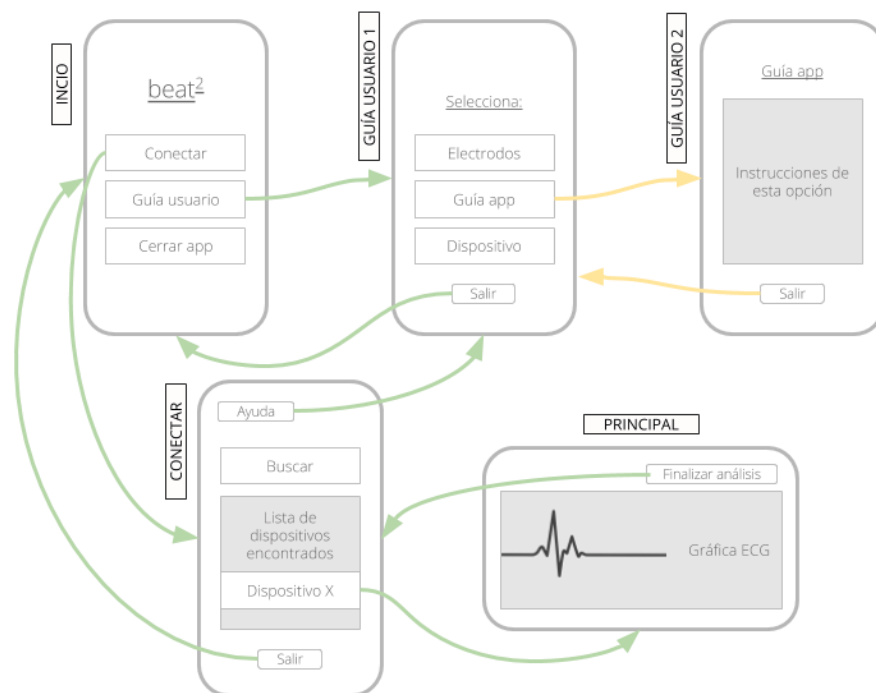 INCIO
beat²
Conectar
Guía usuario
Cerrar app
GUÍA USUARIO 1
Selecciona:
Electrodos
Guía app
Dispositivo
Salir
GUÍA USUARIO 2
Guía app
Instrucciones de
esta opción
Salir
CONECTAR
Ayuda
Buscar
Lista de
dispositivos
encontrados
Dispositivo X
Salir
PRINCIPAL
Finalizar análisis
Gráfica ECG